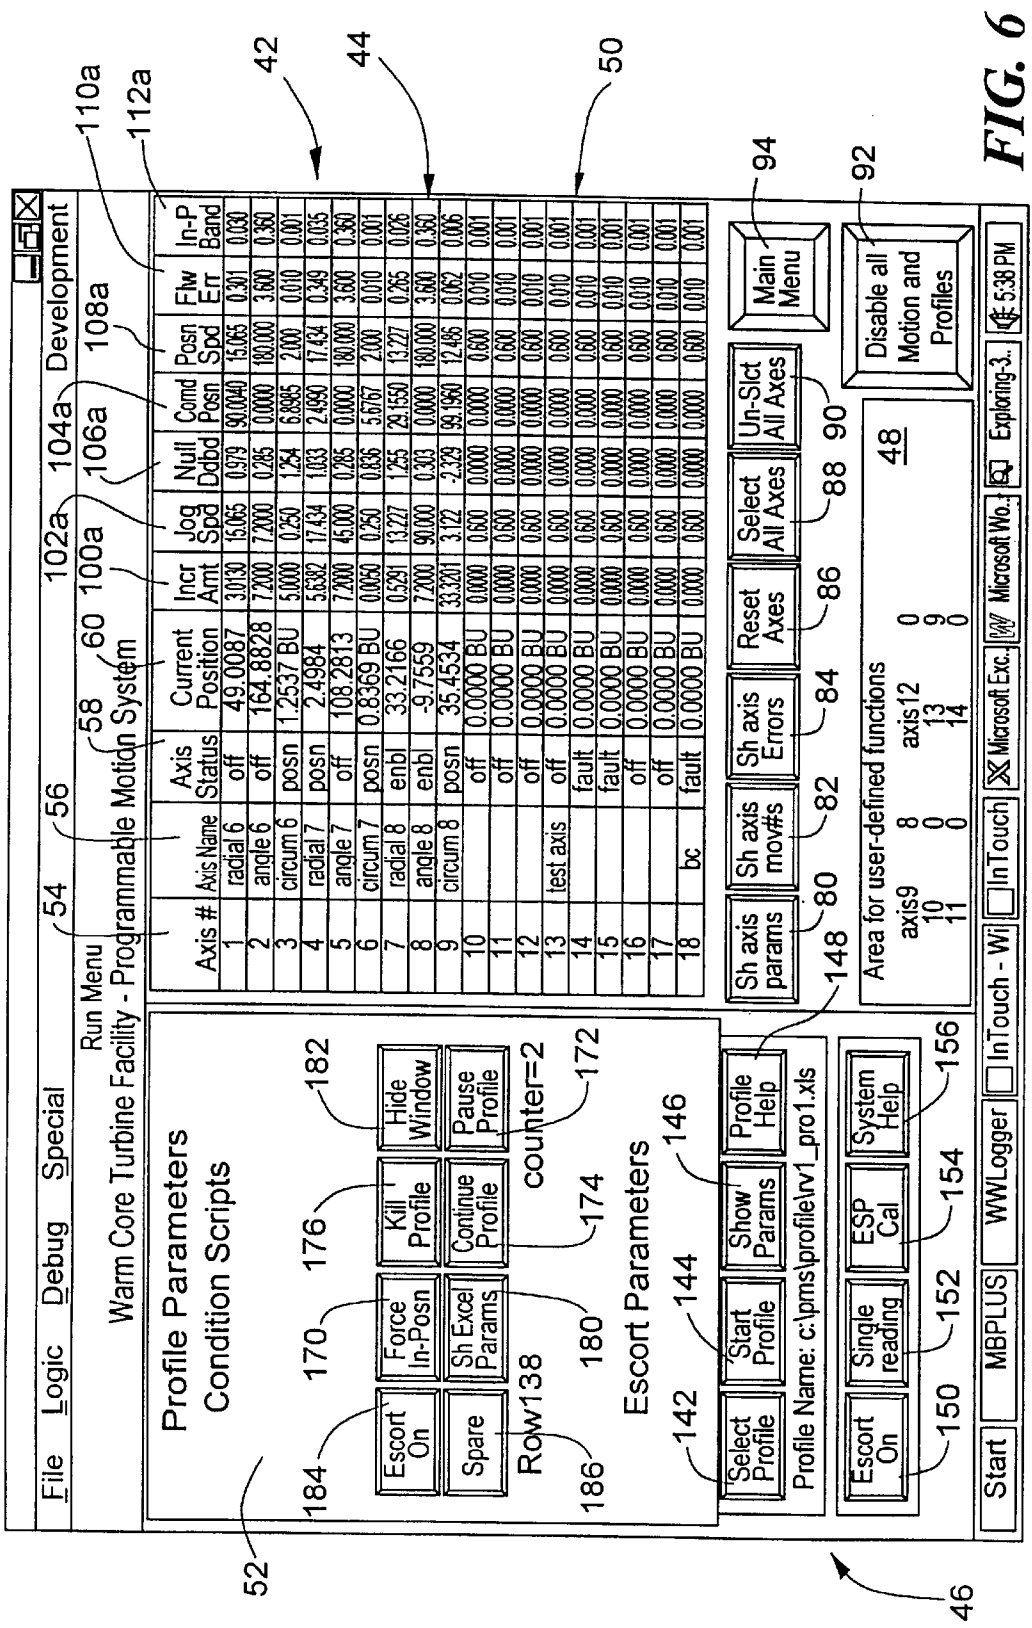 File Logic Debug Special Development
Run Menu
Warm Core Turbine Facility - Programmable Motion System
Profile Parameters
Condition Scripts
Escort On
Force In-Posn
Kill Profile
Hide Window
Spare
Sh Excel Params
Continue Profile
Pause Profile
Row138
counter=2
Escort Parameters
Select Profile
Start Profile
Show Params
Profile Help
Profile Name: c:\pms\profile\rv1_pro1.xls
Escort On
Single reading
ESP Cal
System Help
Axis # Axis Name Axis Status Current Position Incr Amt Jog Spd Null Ddbd Comd Posn Posn Spd Flw Err In-P Band
1 radial 6 off 49.0087 3.0130 15.065 0.979 90.0040 15.065 0.301 0.030
2 angle 6 off 164.8828 7.2000 7.2000 0.285 0.0000 180.000 3.600 0.360
3 circum 6 posn 1.2537 BU 5.0000 0.250 1.254 6.8985 2.000 0.010 0.001
4 radial 7 posn 2.4984 5.6382 17.434 1.033 2.4990 17.434 0.349 0.035
5 angle 7 off 108.2813 7.2000 45.000 0.285 0.0000 180.000 3.600 0.360
6 circum 7 posn 0.8369 BU 0.0050 0.250 0.836 5.6767 2.000 0.010 0.001
7 radial 8 enbl 33.2166 0.5291 13.227 1.255 29.1550 13.227 0.265 0.026
8 angle 8 enbl -9.7559 7.2000 90.000 0.303 0.0000 180.000 3.600 0.360
9 circum 8 posn 35.4534 33.3201 3.122 -2.329 99.1960 12.486 0.062 0.006
10 off 0.0000 BU 0.0000 0.600 0.0000 0.0000 0.600 0.010 0.001
11 off 0.0000 BU 0.0000 0.600 0.0000 0.0000 0.600 0.010 0.001
12 off 0.0000 BU 0.0000 0.600 0.0000 0.0000 0.600 0.010 0.001
13 test axis off 0.0000 BU 0.0000 0.600 0.0000 0.0000 0.600 0.010 0.001
14 fault 0.0000 BU 0.0000 0.600 0.0000 0.0000 0.600 0.010 0.001
15 fault 0.0000 BU 0.0000 0.600 0.0000 0.0000 0.600 0.010 0.001
16 off 0.0000 BU 0.0000 0.600 0.0000 0.0000 0.600 0.010 0.001
17 off 0.0000 BU 0.0000 0.600 0.0000 0.0000 0.600 0.010 0.001
18 bc fault 0.0000 BU 0.0000 0.600 0.0000 0.0000 0.600 0.010 0.001
Sh axis params
Sh axis mov#s
Sh axis Errors
Reset Axes
Select All Axes
Un-Slct All Axes
Main Menu
Area for user-defined functions
axis9 8 axis12 0
10 0 13 9
11 0 14 0
48
Disable all Motion and Profiles
Start MBPLUS WWLogger InTouch - Wi InTouch Microsoft Exc.. Microsoft Wo.. Exploring-3.. 5:38 PM
54
56
58
60
100a
102a
106a
104a
108a
110a
112a
42
44
50
52
184
170
176
182
186
180
174
172
142
144
146
148
150
152
154
156
80
82
84
86
88
90
94
92
46
FIG. 6